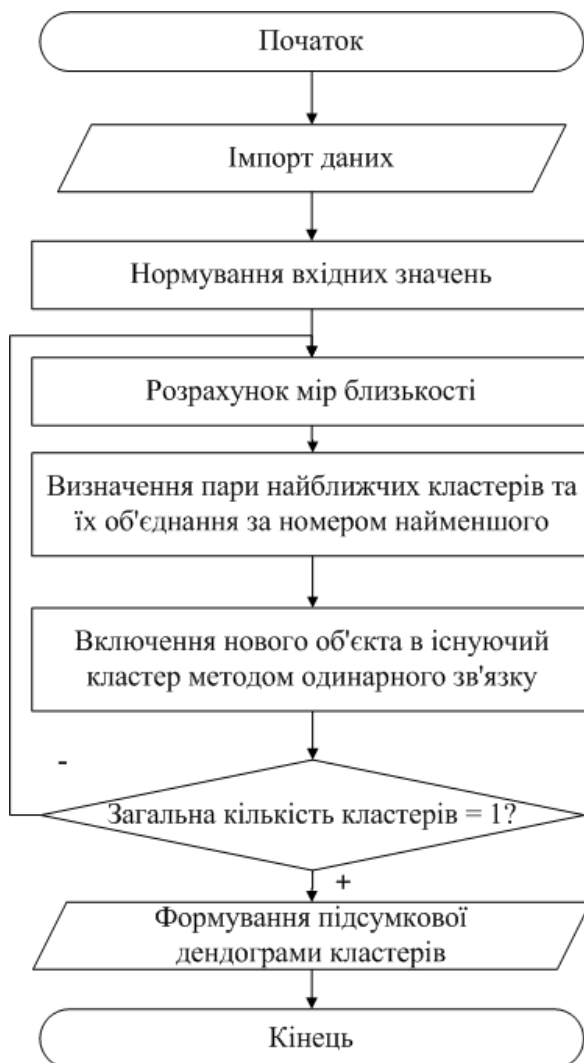 Початок
Імпорт даних
Нормування вхідних значень
Розрахунок мір близькості
Визначення пари найближчих кластерів та
їх об'єднання за номером найменшого
Включення нового об'єкта в існуючий
кластер методом одинарного зв'язку
-
Загальна кількість кластерів = 1?
+
Формування підсумкової
дендограми кластерів
Кінець